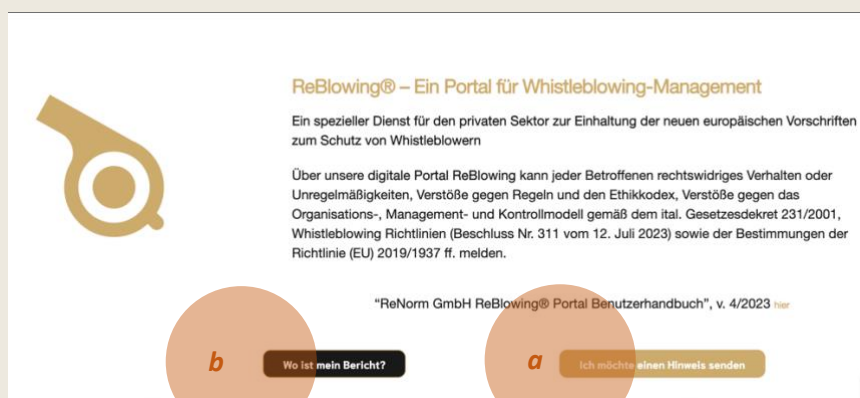 ReBlowing® – Ein Portal für Whistleblowing-Management
Ein spezieller Dienst für den privaten Sektor zur Einhaltung der neuen europäischen Vorschriften
zum Schutz von Whistleblowern
Über unsere digitale Portal ReBlowing kann jeder Betroffenen rechtswidriges Verhalten oder
Unregelmäßigkeiten, Verstöße gegen Regeln und den Ethikkodex, Verstöße gegen das
Organisations-, Management- und Kontrollmodell gemäß dem ital. Gesetzesdekret 231/2001,
Whistleblowing Richtlinien (Beschluss Nr. 311 vom 12. Juli 2023) sowie der Bestimmungen der
Richtlinie (EU) 2019/1937 ff. melden.
"ReNorm GmbH ReBlowing® Portal Benutzerhandbuch", v. 4/2023 hier
b Wo ist mein Bericht? a Ich möchte einen Hinweis senden